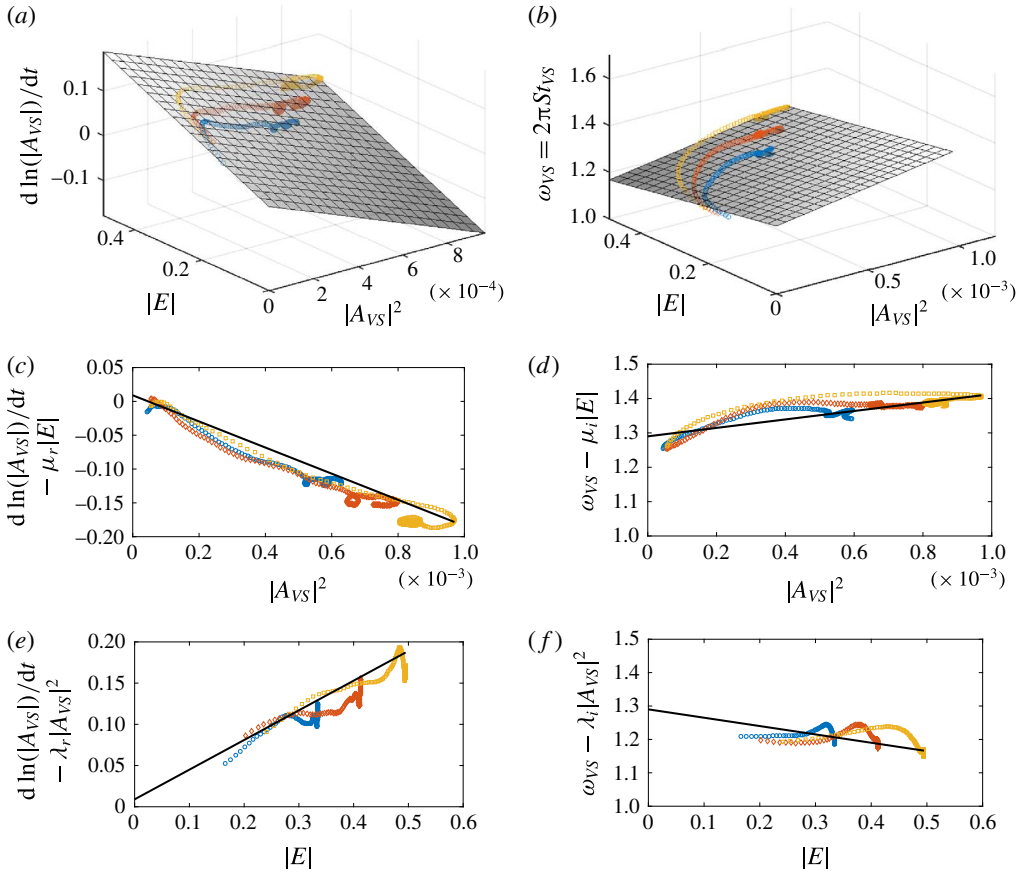 (a)
d ln(|A_VS|)/dt
0.1
0
−0.1
0.4
0.2
0
|E|
2
4
6
8
(× 10⁻⁴)
|A_VS|²
(b)
ω_VS = 2πSt_VS
1.6
1.4
1.2
1.0
0.4
0.2
0
|E|
0.5
1.0
(× 10⁻³)
|A_VS|²
(c)
d ln(|A_VS|)/dt
− μ_r|E|
0.05
0
−0.05
−0.10
−0.15
−0.20
0 0.2 0.4 0.6 0.8 1.0
(× 10⁻³)
|A_VS|²
(d)
ω_VS − μ_i|E|
1.5
1.4
1.3
1.2
1.1
1.0
0 0.2 0.4 0.6 0.8 1.0
(× 10⁻³)
|A_VS|²
(e)
d ln(|A_VS|)/dt
− λ_r|A_VS|²
0.20
0.15
0.10
0.05
0
0 0.1 0.2 0.3 0.4 0.5 0.6
|E|
(f)
ω_VS − λ_i|A_VS|²
1.5
1.4
1.3
1.2
1.1
1.0
0 0.1 0.2 0.3 0.4 0.5 0.6
|E|